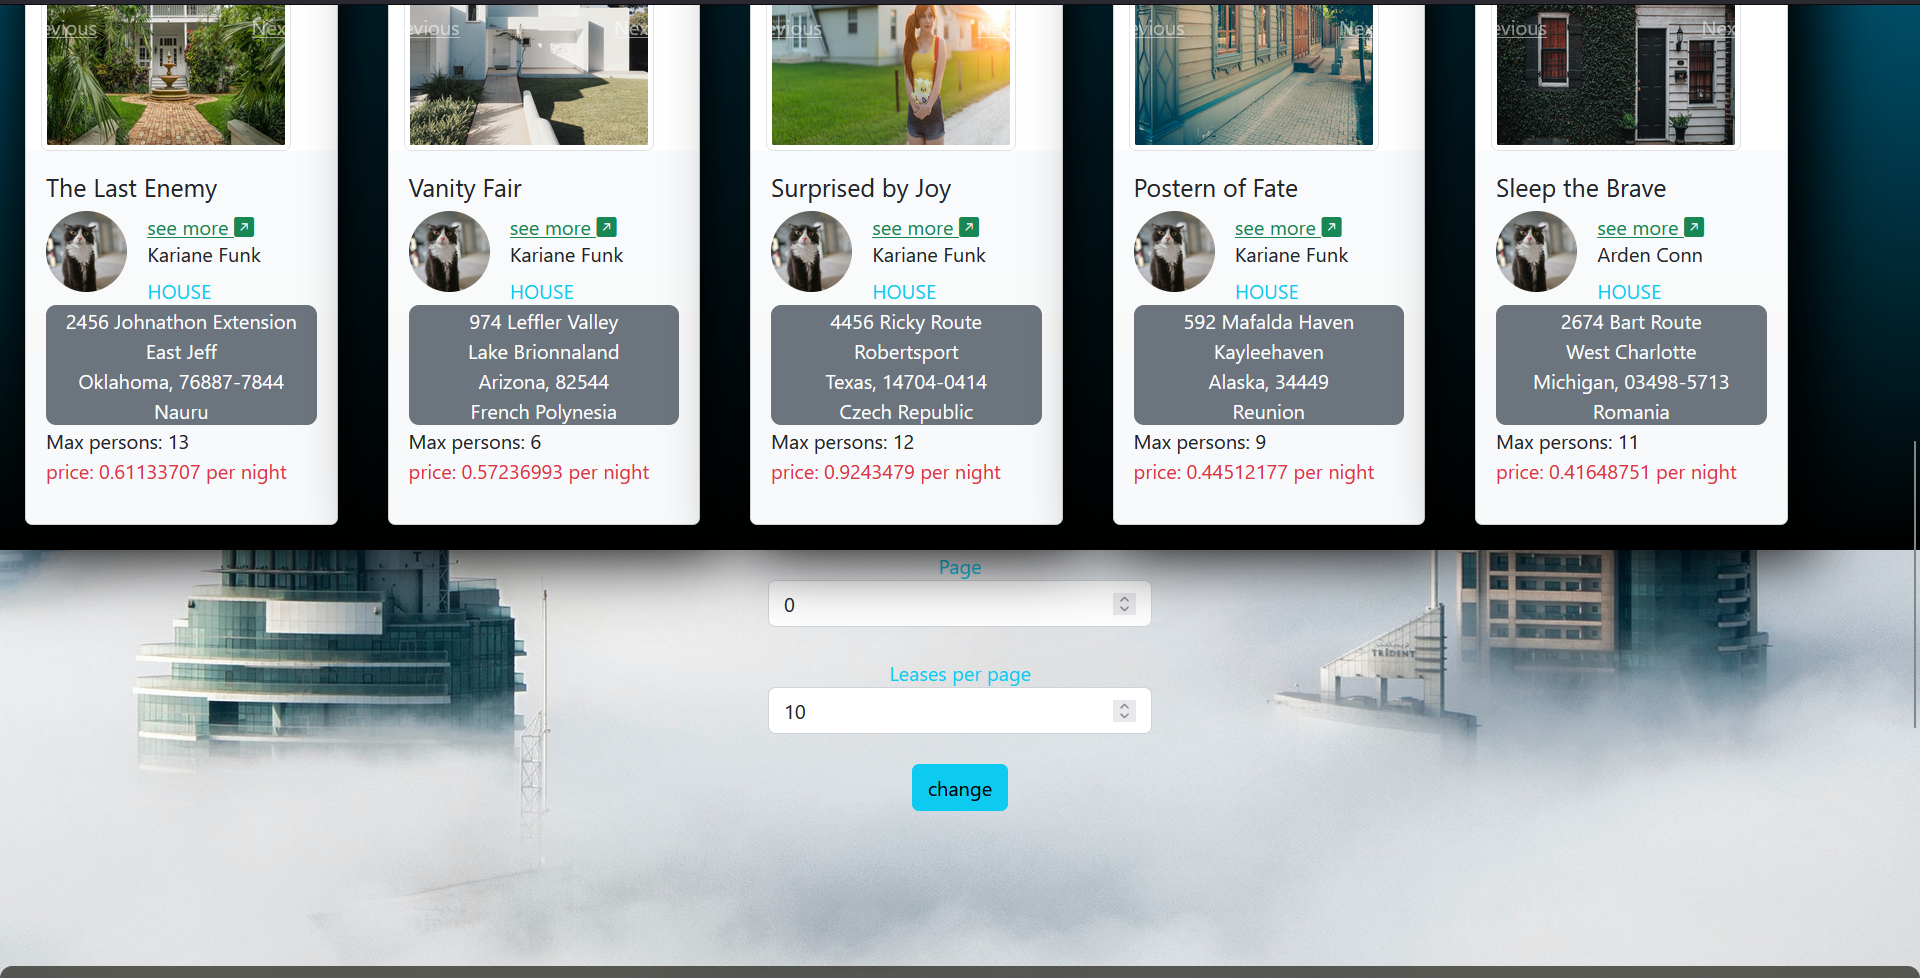 evious Nex
evious Nex
evious Nex
evious Nex
evious Nex
The Last Enemy
see more
Kariane Funk
HOUSE
2456 Johnathon Extension
East Jeff
Oklahoma, 76887-7844
Nauru
Max persons: 13
price: 0.61133707 per night
Vanity Fair
see more
Kariane Funk
HOUSE
974 Leffler Valley
Lake Brionnaland
Arizona, 82544
French Polynesia
Max persons: 6
price: 0.57236993 per night
Surprised by Joy
see more
Kariane Funk
HOUSE
4456 Ricky Route
Robertsport
Texas, 14704-0414
Czech Republic
Max persons: 12
price: 0.9243479 per night
Postern of Fate
see more
Kariane Funk
HOUSE
592 Mafalda Haven
Kayleehaven
Alaska, 34449
Reunion
Max persons: 9
price: 0.44512177 per night
Sleep the Brave
see more
Arden Conn
HOUSE
2674 Bart Route
West Charlotte
Michigan, 03498-5713
Romania
Max persons: 11
price: 0.41648751 per night
Page
0
Leases per page
10
change
TRIDENT